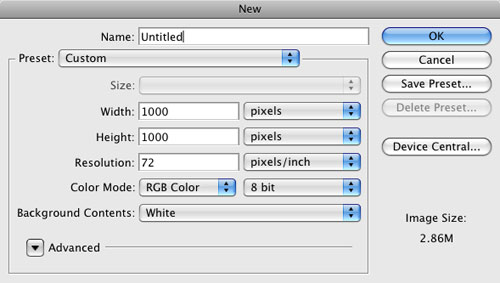 New
Name: Untitled
OK
Preset: Custom
Cancel
Size:
Save Preset...
Width: 1000 pixels
Delete Preset...
Height: 1000 pixels
Resolution: 72 pixels/inch
Device Central...
Color Mode: RGB Color 8 bit
Background Contents: White
Image Size:
2.86M
Advanced